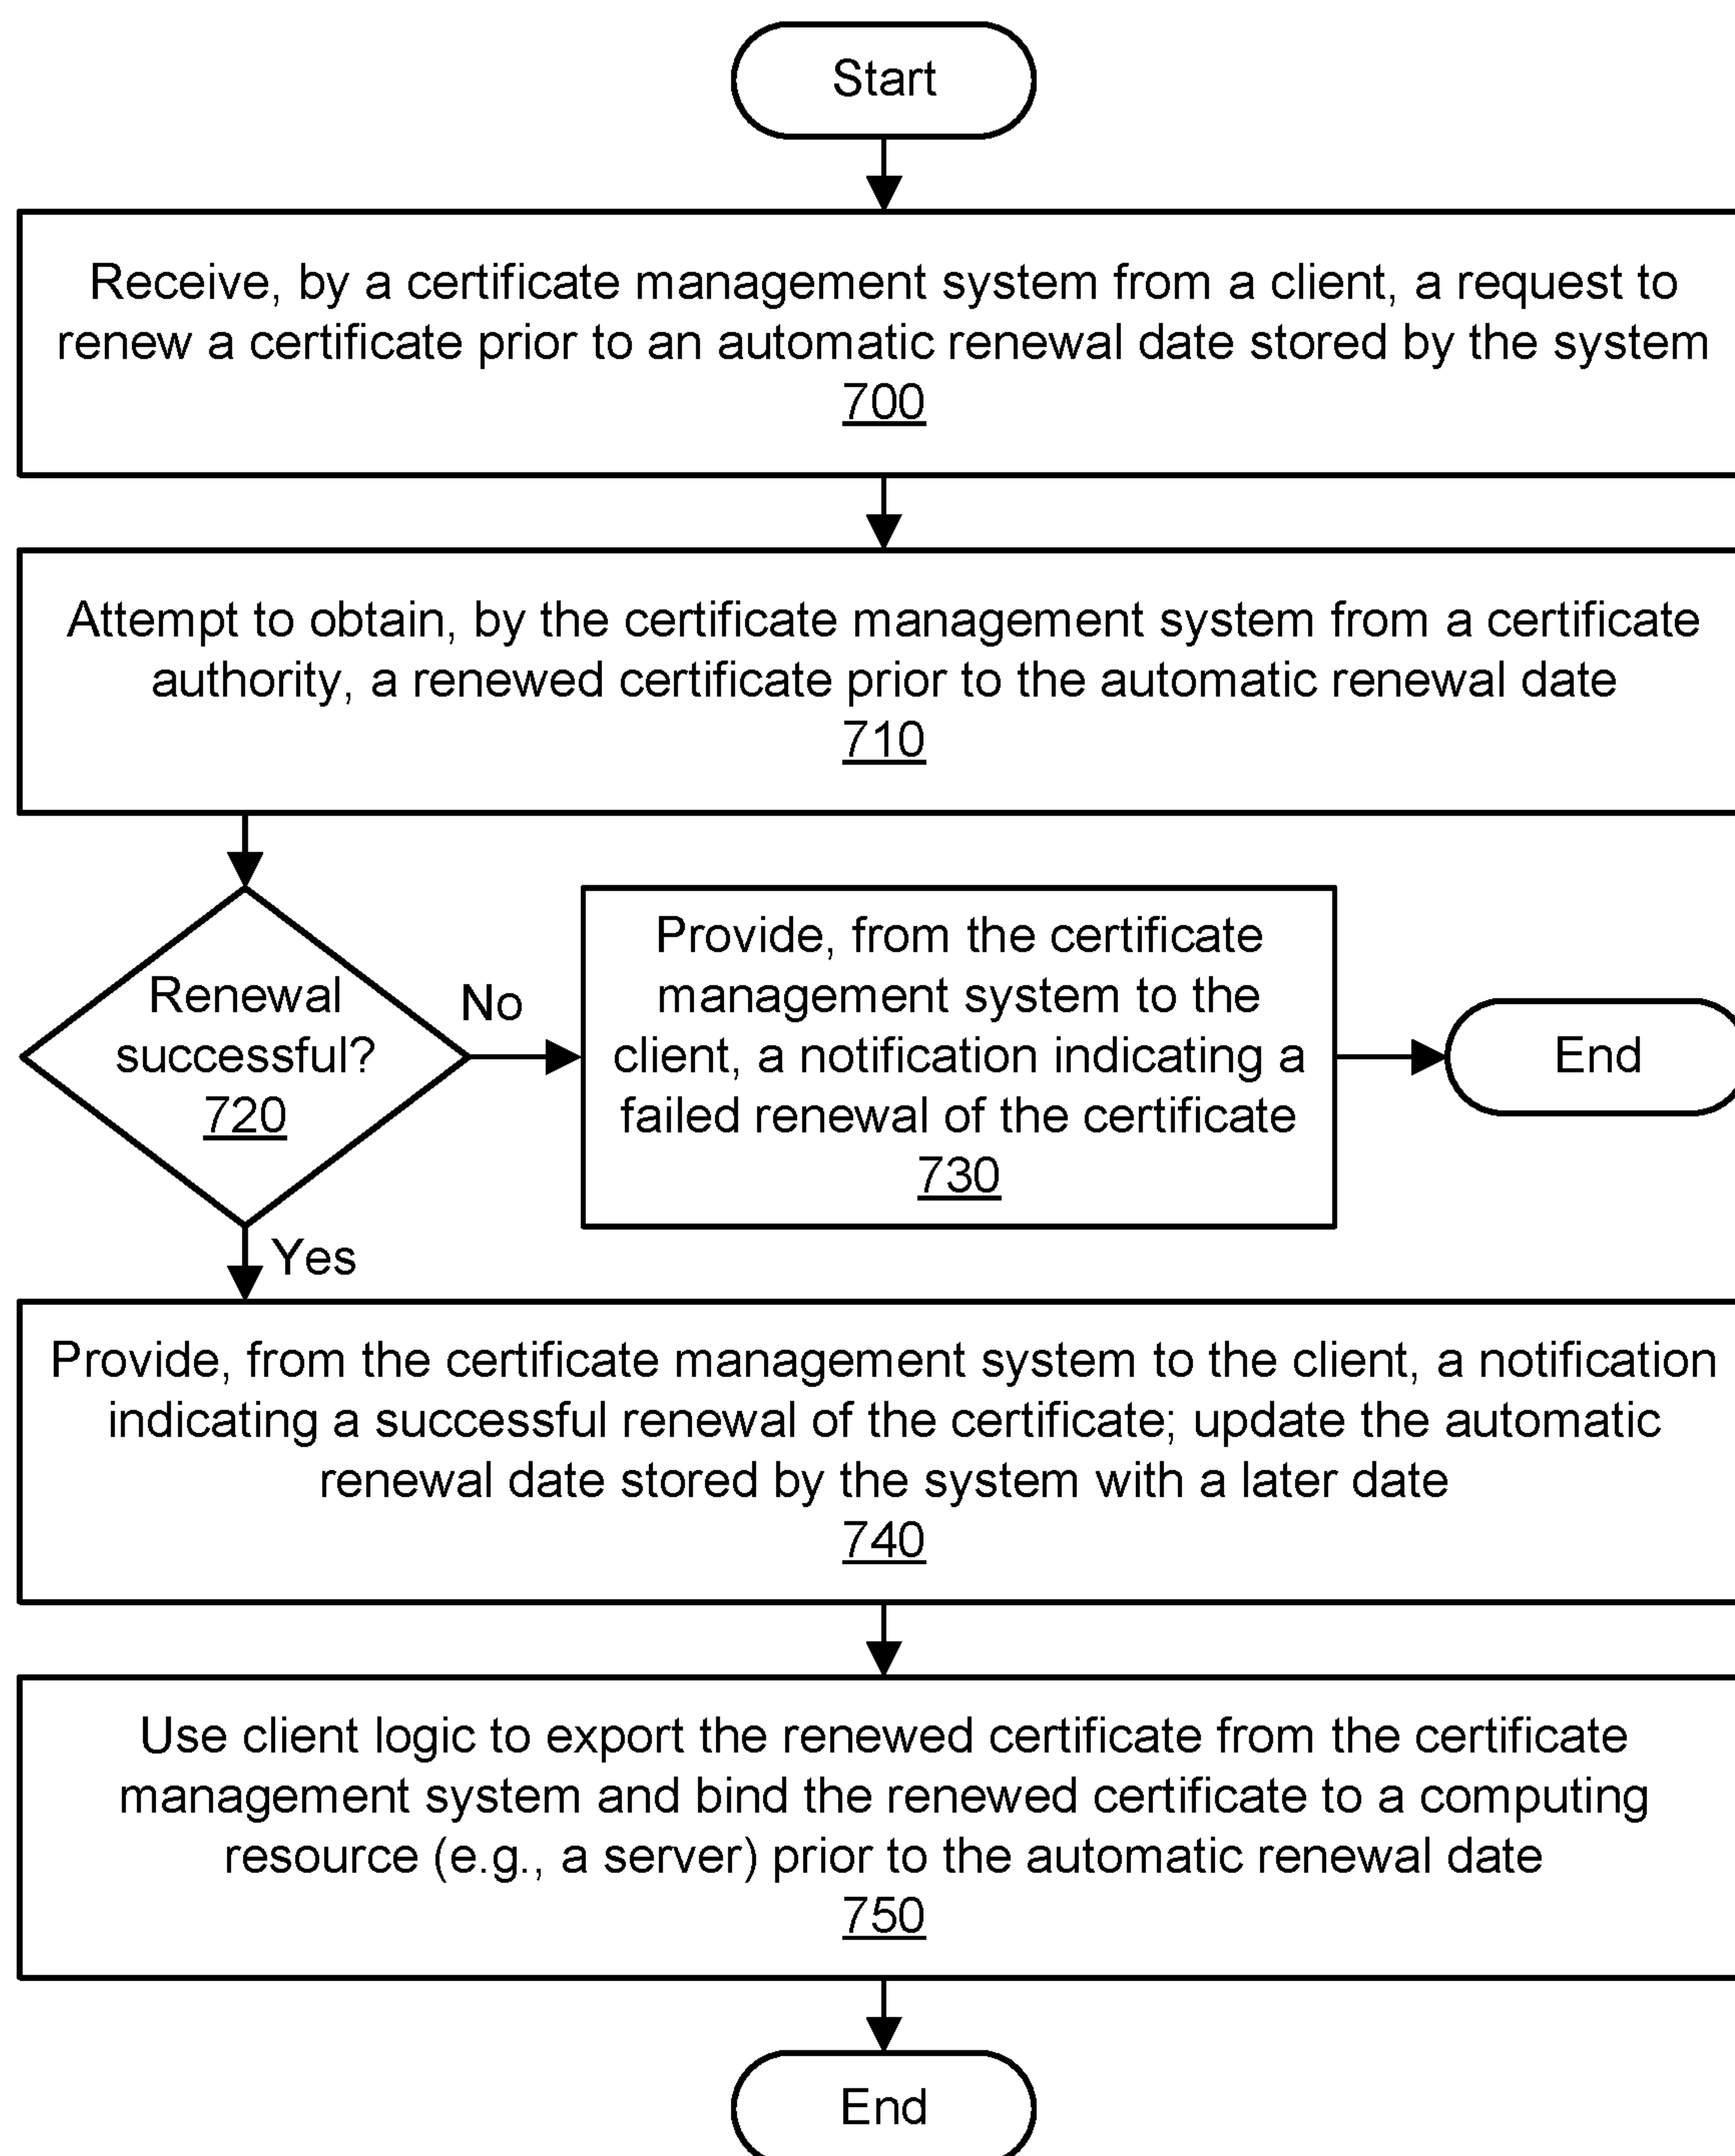 Start
Receive, by a certificate management system from a client, a request to
renew a certificate prior to an automatic renewal date stored by the system
700
Attempt to obtain, by the certificate management system from a certificate
authority, a renewed certificate prior to the automatic renewal date
710
Renewal
successful?
720
No
Provide, from the certificate
management system to the
client, a notification indicating a
failed renewal of the certificate
730
End
Yes
Provide, from the certificate management system to the client, a notification
indicating a successful renewal of the certificate; update the automatic
renewal date stored by the system with a later date
740
Use client logic to export the renewed certificate from the certificate
management system and bind the renewed certificate to a computing
resource (e.g., a server) prior to the automatic renewal date
750
End